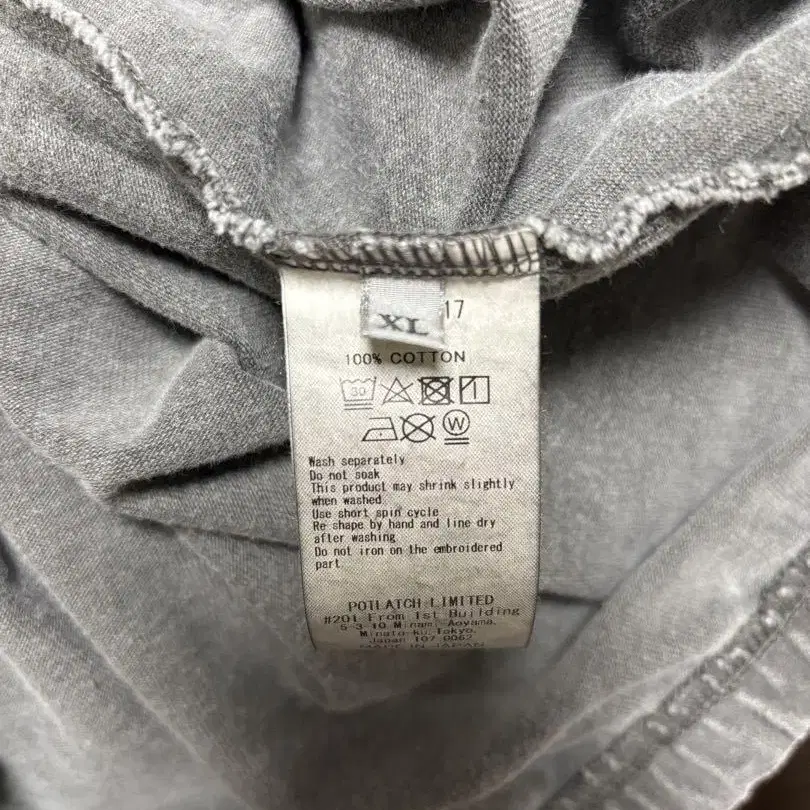 17
XL
100% COTTON
30
W
Wash separately
Do not soak
This product may shrink slightly
when washed
Use short spin cycle
Re shape by hand and line dry
after washing
Do not iron on the embroidered
part
POTLATCH LIMITED
#201 From 1st Building
5-3-10 Minami Aoyama,
Minato-ku, Tokyo,
Japan 107-0062
MADE IN JAPAN